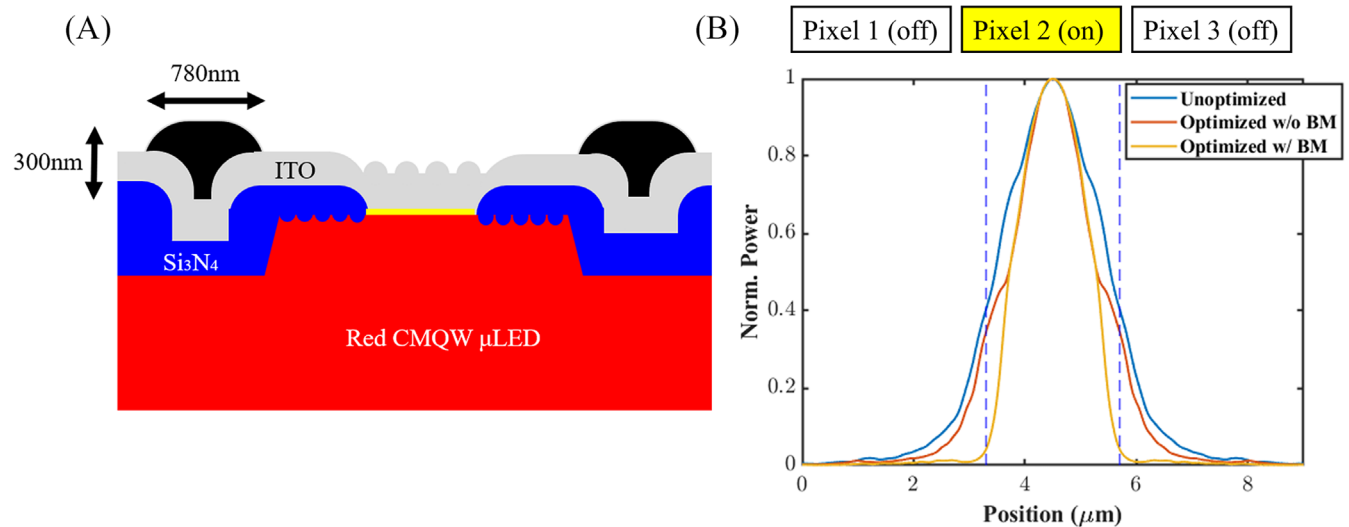 (A)
780nm
300nm
ITO
Si₃N₄
Red CMQW μLED
(B)
Pixel 1 (off)
Pixel 2 (on)
Pixel 3 (off)
Unoptimized
Optimized w/o BM
Optimized w/ BM
1
0.8
0.6
0.4
0.2
0
Norm. Power
0 2 4 6 8
Position (μm)